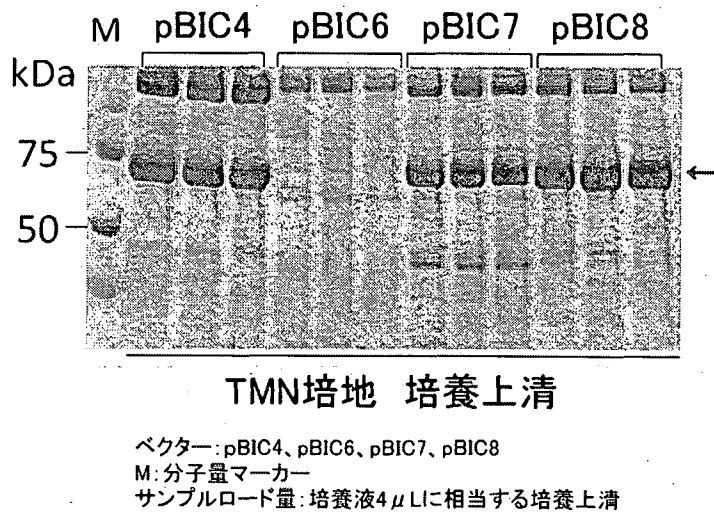 M pBIC4 pBIC6 pBIC7 pBIC8
kDa
75
50
←
TMN培地 培養上清
ベクター:pBIC4、pBIC6、pBIC7、pBIC8
M:分子量マーカー
サンプルロード量:培養液4μLに相当する培養上清